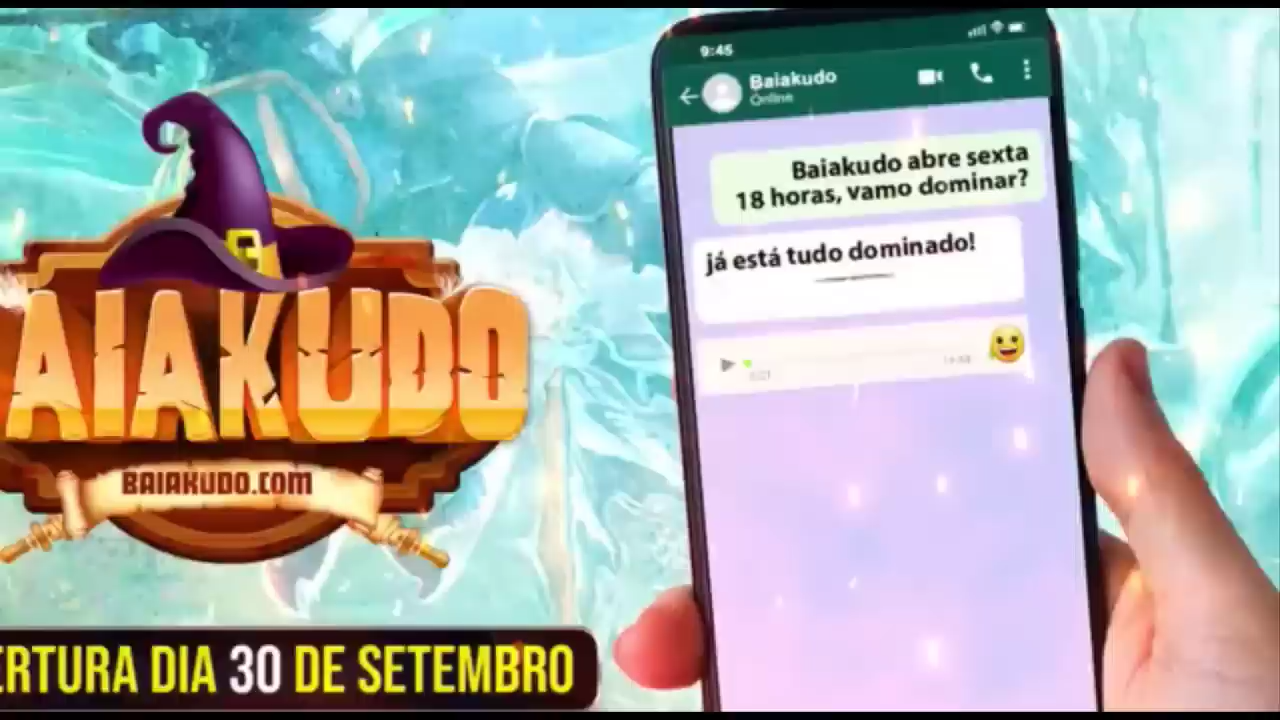 AIAKUDO
BAIAKUDO.COM
ERTURA DIA 30 DE SETEMBRO
9:45
Baiakudo
Online
Baiakudo abre sexta
18 horas, vamo dominar?
já está tudo dominado!